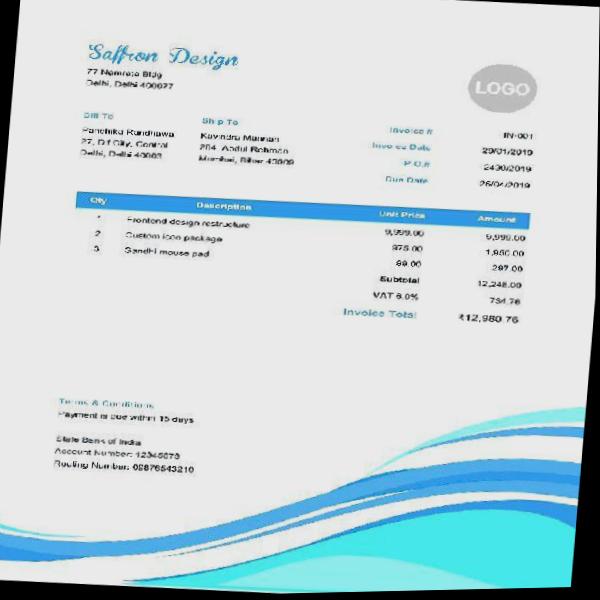 Saffron Design
77 Namrata Bldg
Delhi, Delhi 400077
LOGO
Bill To
Panchika Randhawa
27, Dlf City, Central
Delhi, Delhi 40003
Ship To
Kavindra Mannan
204, Abdul Rehman
Mumbai, Bihar 40009
Invoice # IN-001
Invoice Date 29/01/2019
P.O.# 2430/2019
Due Date 26/04/2019
Qty Description Unit Price Amount
1 Frontend design restructure 9,999.00 9,999.00
2 Custom icon package 975.00 1,950.00
3 Gandhi mouse pad 99.00 297.00
Subtotal 12,246.00
VAT 6.0% 734.76
Invoice Total ₹12,980.76
Terms & Conditions
Payment is due within 15 days
State Bank of India
Account Number: 12345678
Routing Number: 09876543210